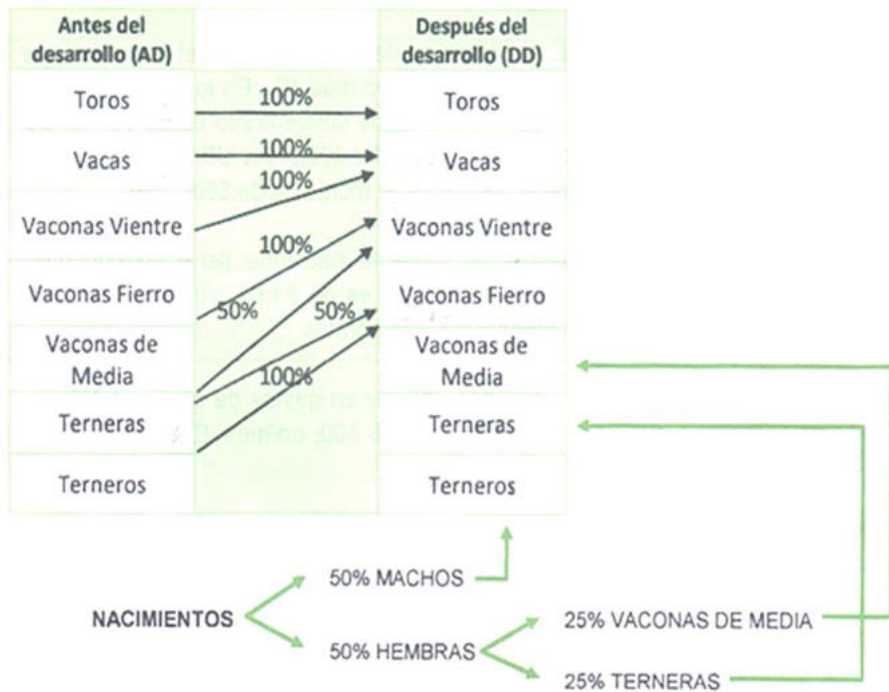 Antes del
desarrollo (AD)
Después del
desarrollo (DD)
Toros
100%
Toros
Vacas
100%
Vacas
100%
Vaconas Vientre
100%
Vaconas Vientre
Vaconas Fierro
50%
50%
Vaconas Fierro
Vaconas de
Media
100%
Vaconas de
Media
Terneras
Terneras
Terneros
Terneros
NACIMIENTOS
50% MACHOS
50% HEMBRAS
25% VACONAS DE MEDIA
25% TERNERAS